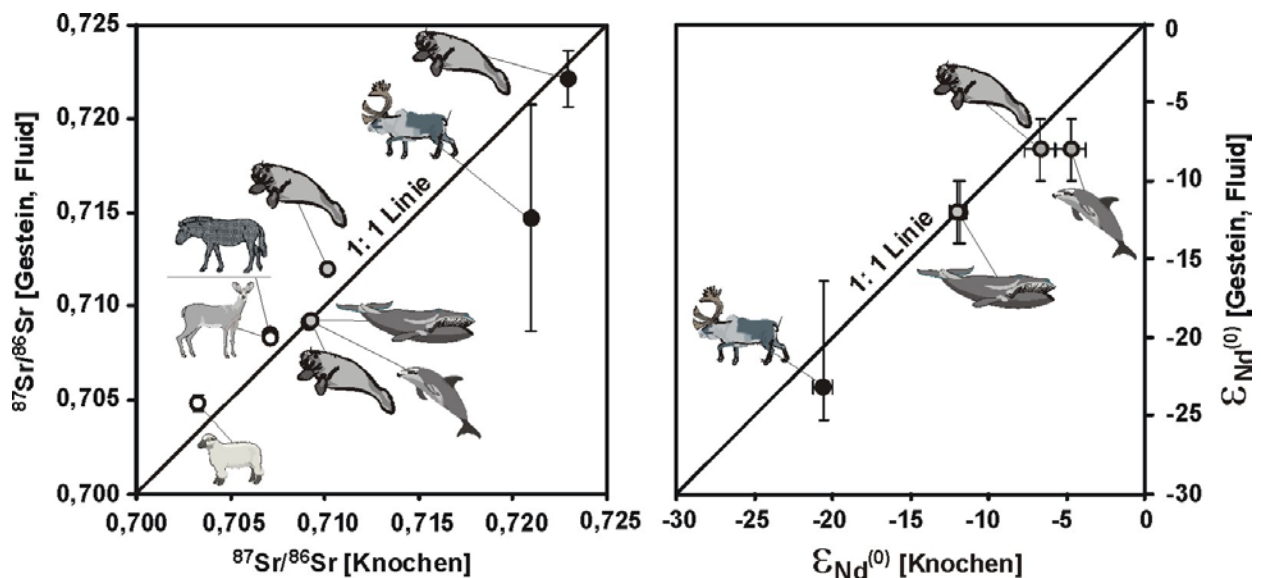 0,725
0,720
0,715
0,710
0,705
0,700
⁸⁷Sr/⁸⁶Sr [Gestein, Fluid]
1: 1 Linie
0,700 0,705 0,710 0,715 0,720 0,725
⁸⁷Sr/⁸⁶Sr [Knochen]
0
-5
-10
-15
-20
-25
-30
εNd(0) [Gestein, Fluid]
1: 1 Linie
-30 -25 -20 -15 -10 -5 0
εNd(0) [Knochen]